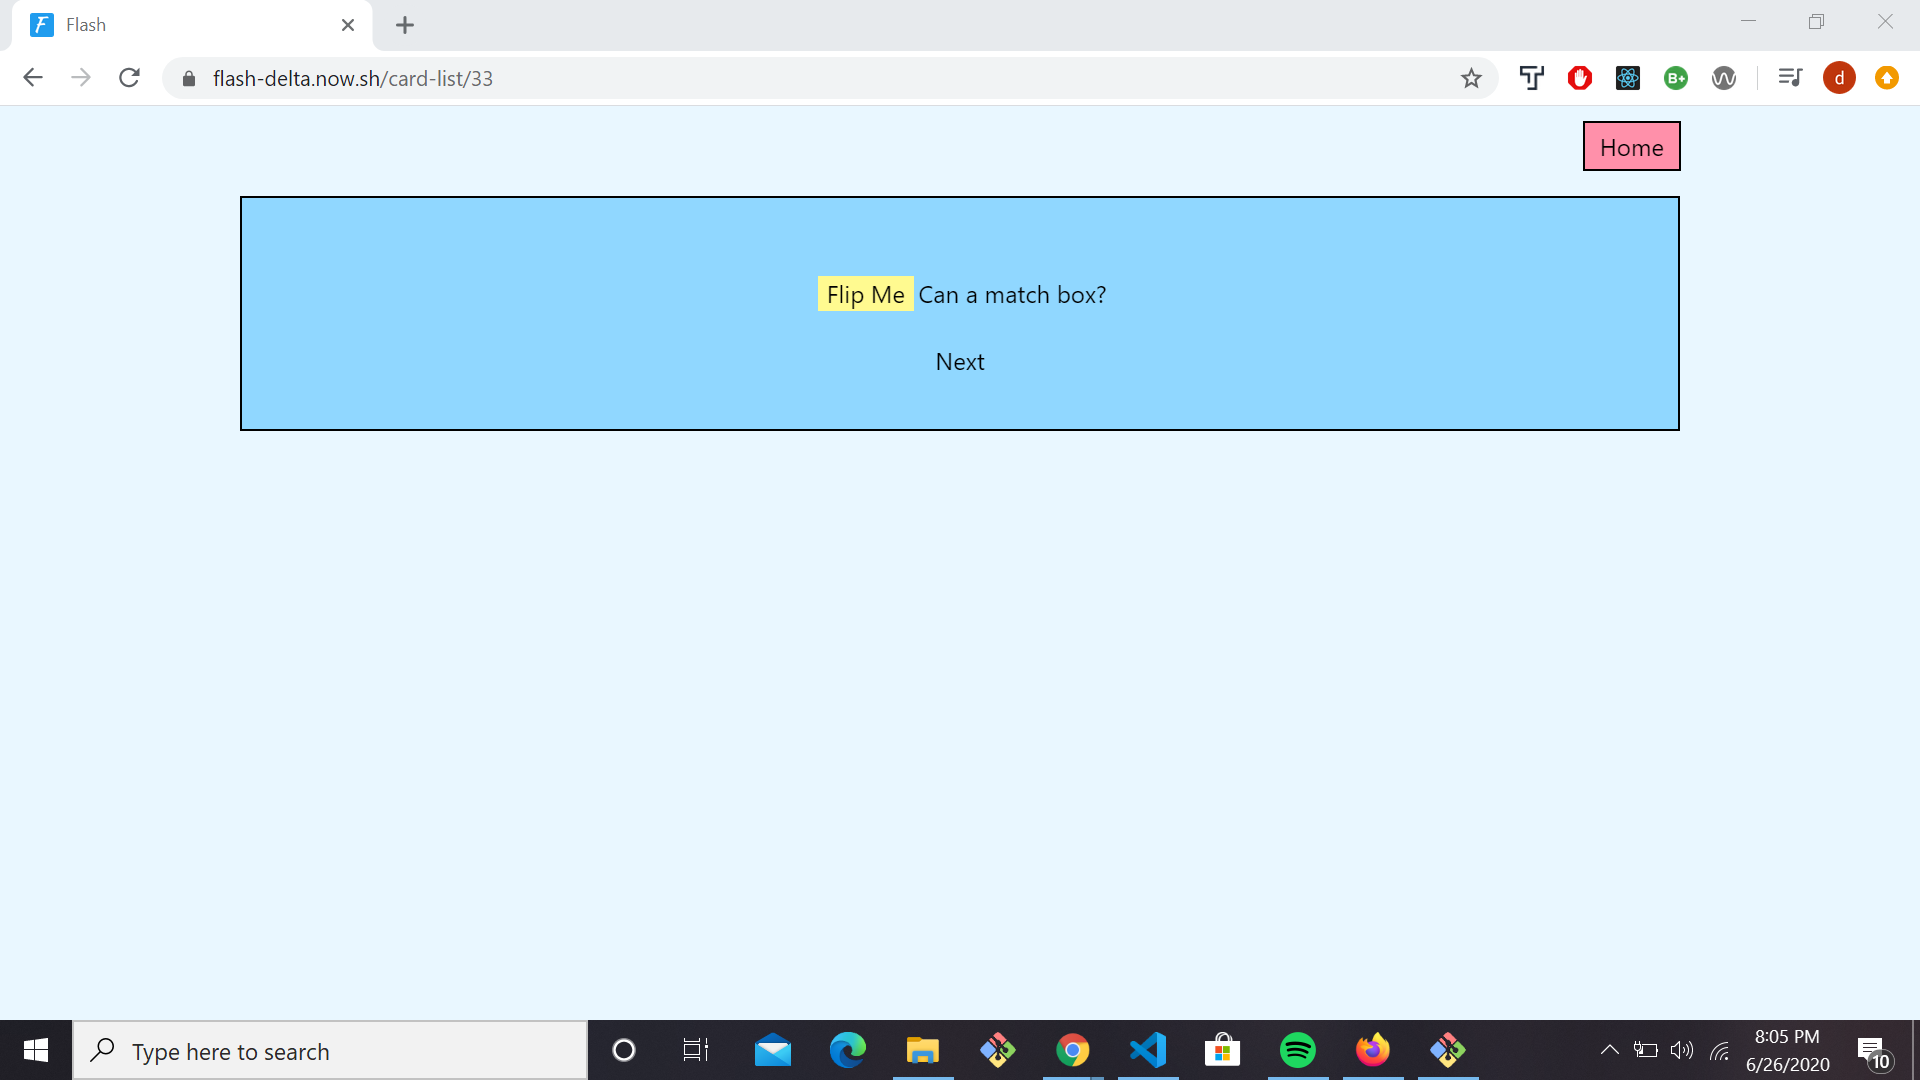 Flash
flash-delta.now.sh/card-list/33
B+
d
Home
Flip Me Can a match box?
Next
Type here to search
8:05 PM
6/26/2020
10